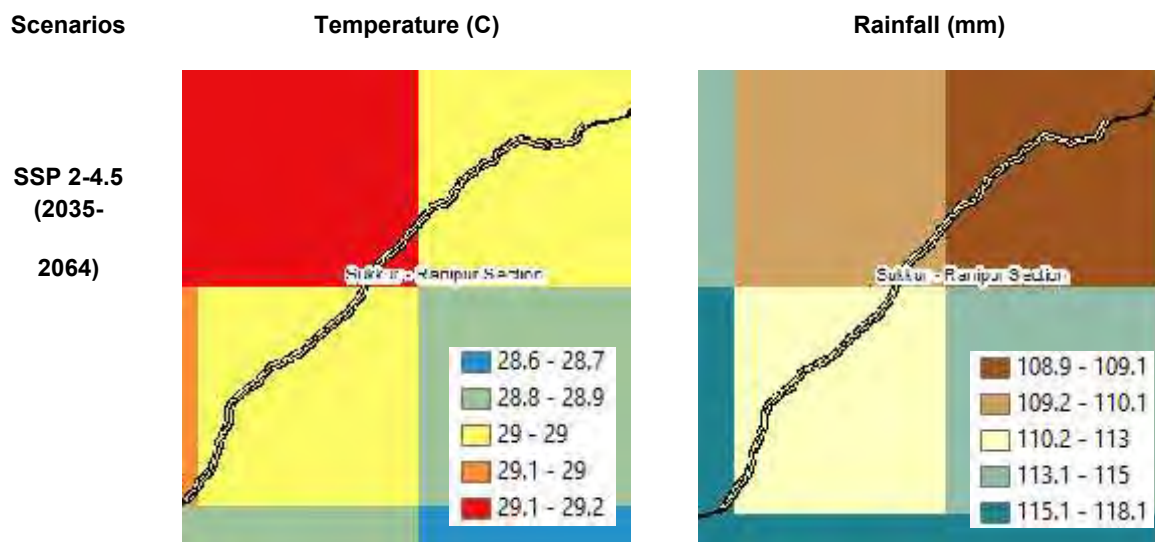 Scenarios
Temperature (C)
Rainfall (mm)
SSP 2-4.5
(2035-
2064)
Sukkur - Ranipur Section
28.6 - 28.7
28.8 - 28.9
29 - 29
29.1 - 29
29.1 - 29.2
Sukkur - Ranipur Section
108.9 - 109.1
109.2 - 110.1
110.2 - 113
113.1 - 115
115.1 - 118.1